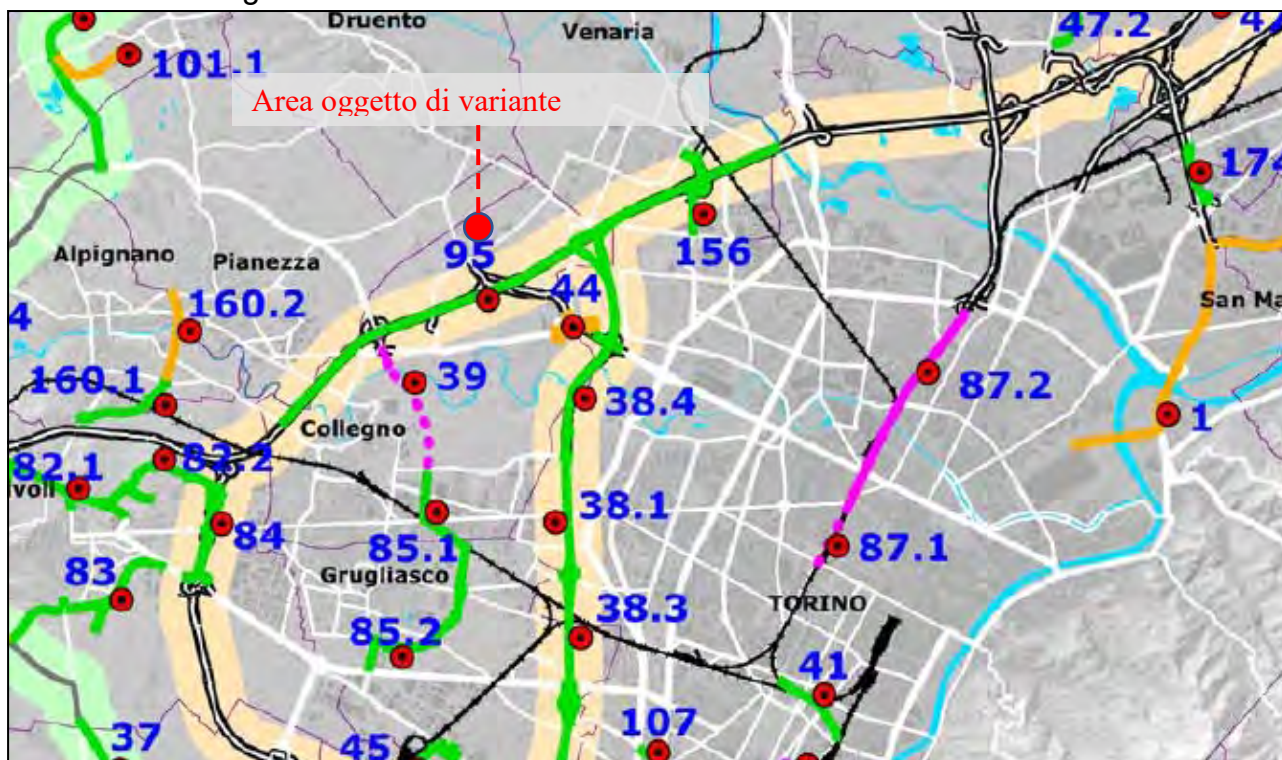 Druento
Venaria
47.2
101.1
Area oggetto di variante
174
Alpignano
Pianezza
95
156
44
San Ma
4
160.2
39
87.2
160.1
38.4
1
Collegno
82.1
82.2
voli
38.1
84
85.1
87.1
83
Grugliasco
TORINO
38.3
85.2
41
107
37
45